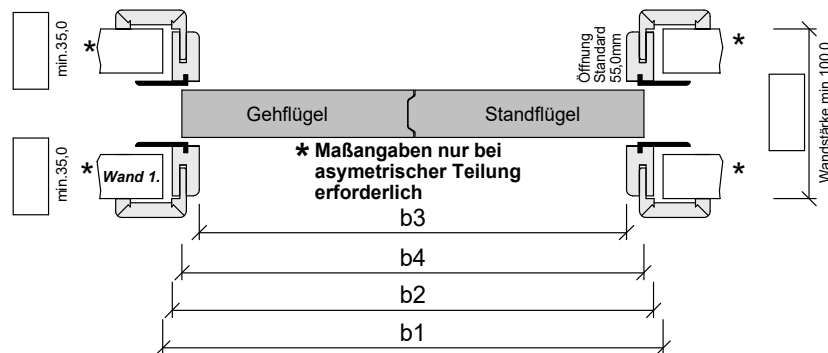 *
min.35,0
Öffnung
Standard
55,0mm
*
Gehflügel
Standflügel
Wandstärke min 100,0
min.35,0
*
Wand 1.
* Maßangaben nur bei
asymetrischer Teilung
erforderlich
*
b3
b4
b2
b1